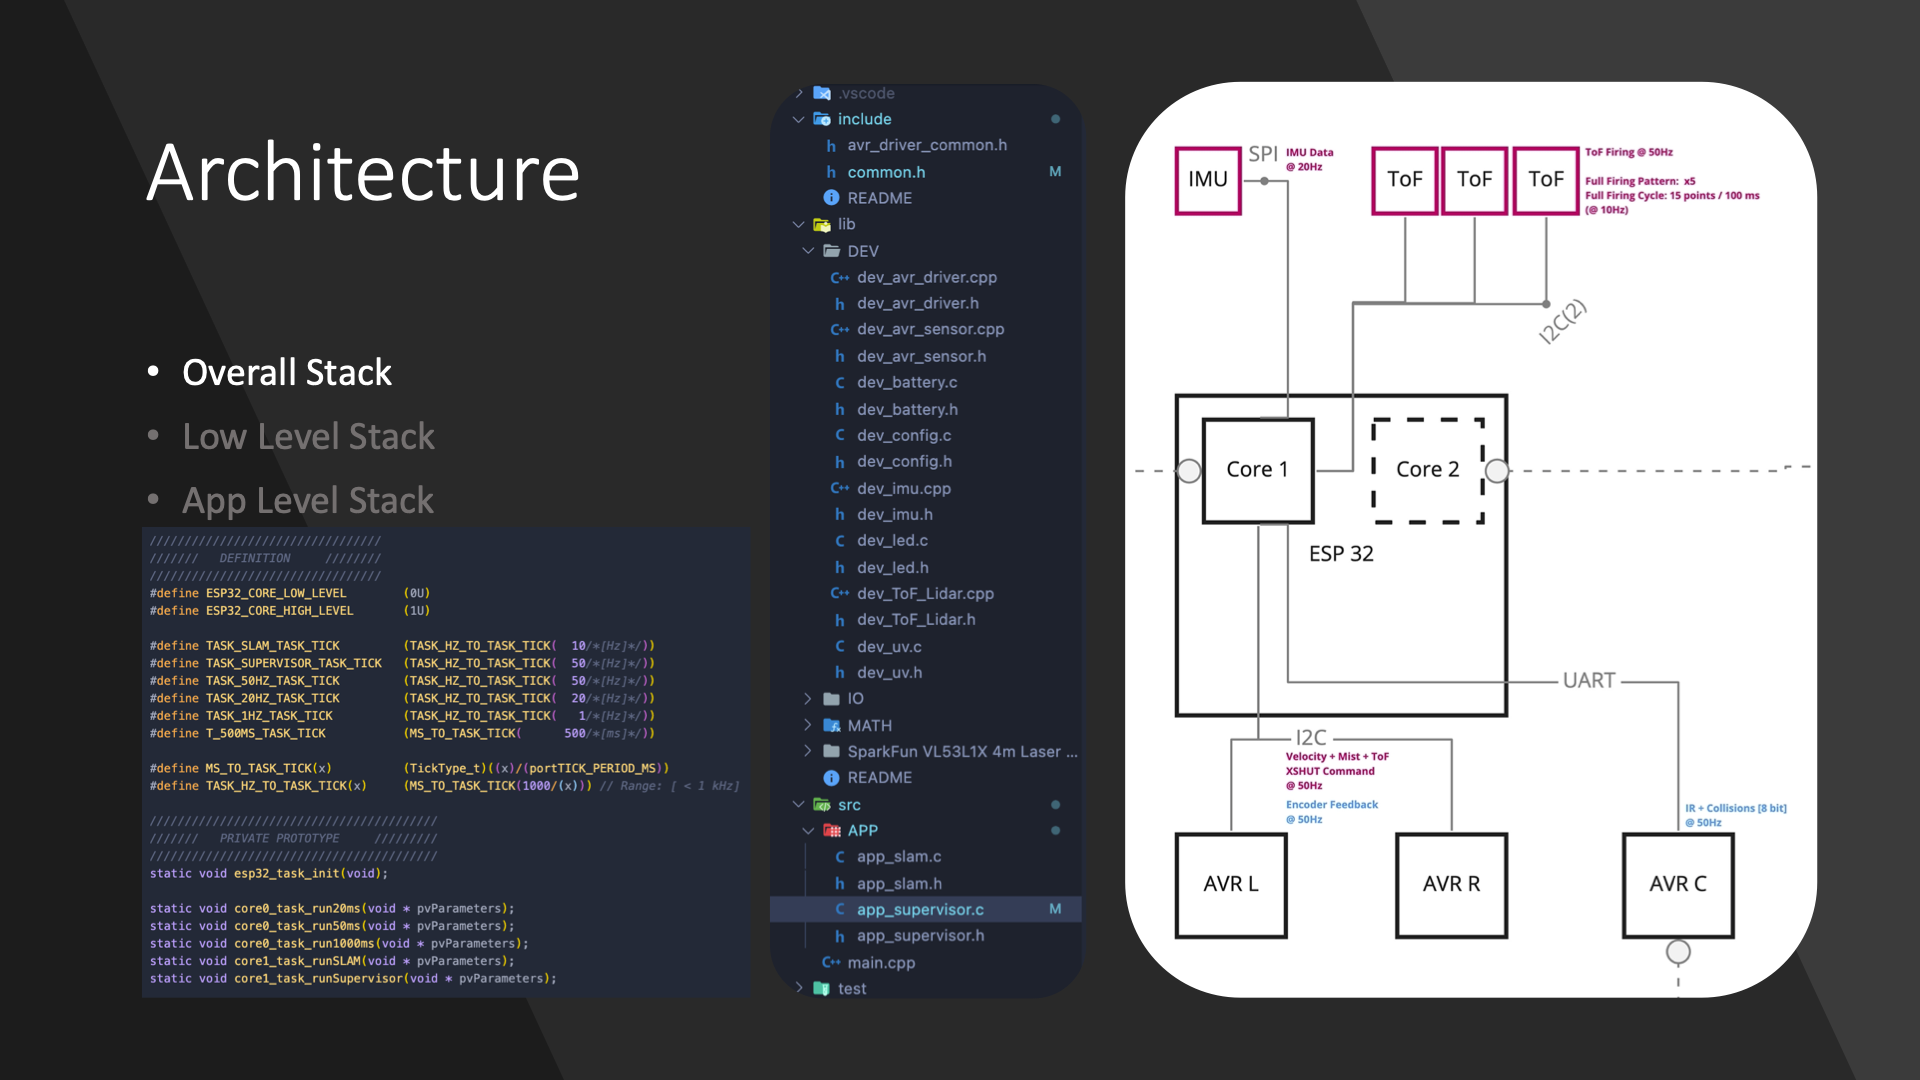 Architecture
• Overall Stack
• Low Level Stack
• App Level Stack
/////////////////////////////////
/////// DEFINITION ////////
/////////////////////////////////
#define ESP32_CORE_LOW_LEVEL (0U)
#define ESP32_CORE_HIGH_LEVEL (1U)
#define TASK_SLAM_TASK_TICK (TASK_HZ_TO_TASK_TICK( 10/*[Hz]*/))
#define TASK_SUPERVISOR_TASK_TICK (TASK_HZ_TO_TASK_TICK( 50/*[Hz]*/))
#define TASK_50HZ_TASK_TICK (TASK_HZ_TO_TASK_TICK( 50/*[Hz]*/))
#define TASK_20HZ_TASK_TICK (TASK_HZ_TO_TASK_TICK( 20/*[Hz]*/))
#define TASK_1HZ_TASK_TICK (TASK_HZ_TO_TASK_TICK( 1/*[Hz]*/))
#define T_500MS_TASK_TICK (MS_TO_TASK_TICK( 500/*[ms]*/))
#define MS_TO_TASK_TICK(x) (TickType_t)((x)/(portTICK_PERIOD_MS))
#define TASK_HZ_TO_TASK_TICK(x) (MS_TO_TASK_TICK(1000/(x))) // Range: [ < 1 kHz]
/////////////////////////////////////////
/////// PRIVATE PROTOTYPE /////////
/////////////////////////////////////////
static void esp32_task_init(void);
static void core0_task_run20ms(void * pvParameters);
static void core0_task_run50ms(void * pvParameters);
static void core0_task_run1000ms(void * pvParameters);
static void core1_task_runSLAM(void * pvParameters);
static void core1_task_runSupervisor(void * pvParameters);
.vscode
include
h avr_driver_common.h
h common.h M
README
lib
DEV
C++ dev_avr_driver.cpp
h dev_avr_driver.h
C++ dev_avr_sensor.cpp
h dev_avr_sensor.h
C dev_battery.c
h dev_battery.h
C dev_config.c
h dev_config.h
C++ dev_imu.cpp
h dev_imu.h
C dev_led.c
h dev_led.h
C++ dev_ToF_Lidar.cpp
h dev_ToF_Lidar.h
C dev_uv.c
h dev_uv.h
IO
MATH
SparkFun VL53L1X 4m Laser ...
README
src
APP
C app_slam.c
h app_slam.h
C app_supervisor.c M
h app_supervisor.h
C++ main.cpp
test
IMU
SPI
IMU Data
@ 20Hz
ToF
ToF
ToF
ToF Firing @ 50Hz
Full Firing Pattern: x5
Full Firing Cycle: 15 points / 100 ms
(@ 10Hz)
I2C(2)
Core 1
Core 2
ESP 32
UART
I2C
Velocity + Mist + ToF
XSHUT Command
@ 50Hz
Encoder Feedback
@ 50Hz
IR + Collisions [8 bit]
@ 50Hz
AVR L
AVR R
AVR C